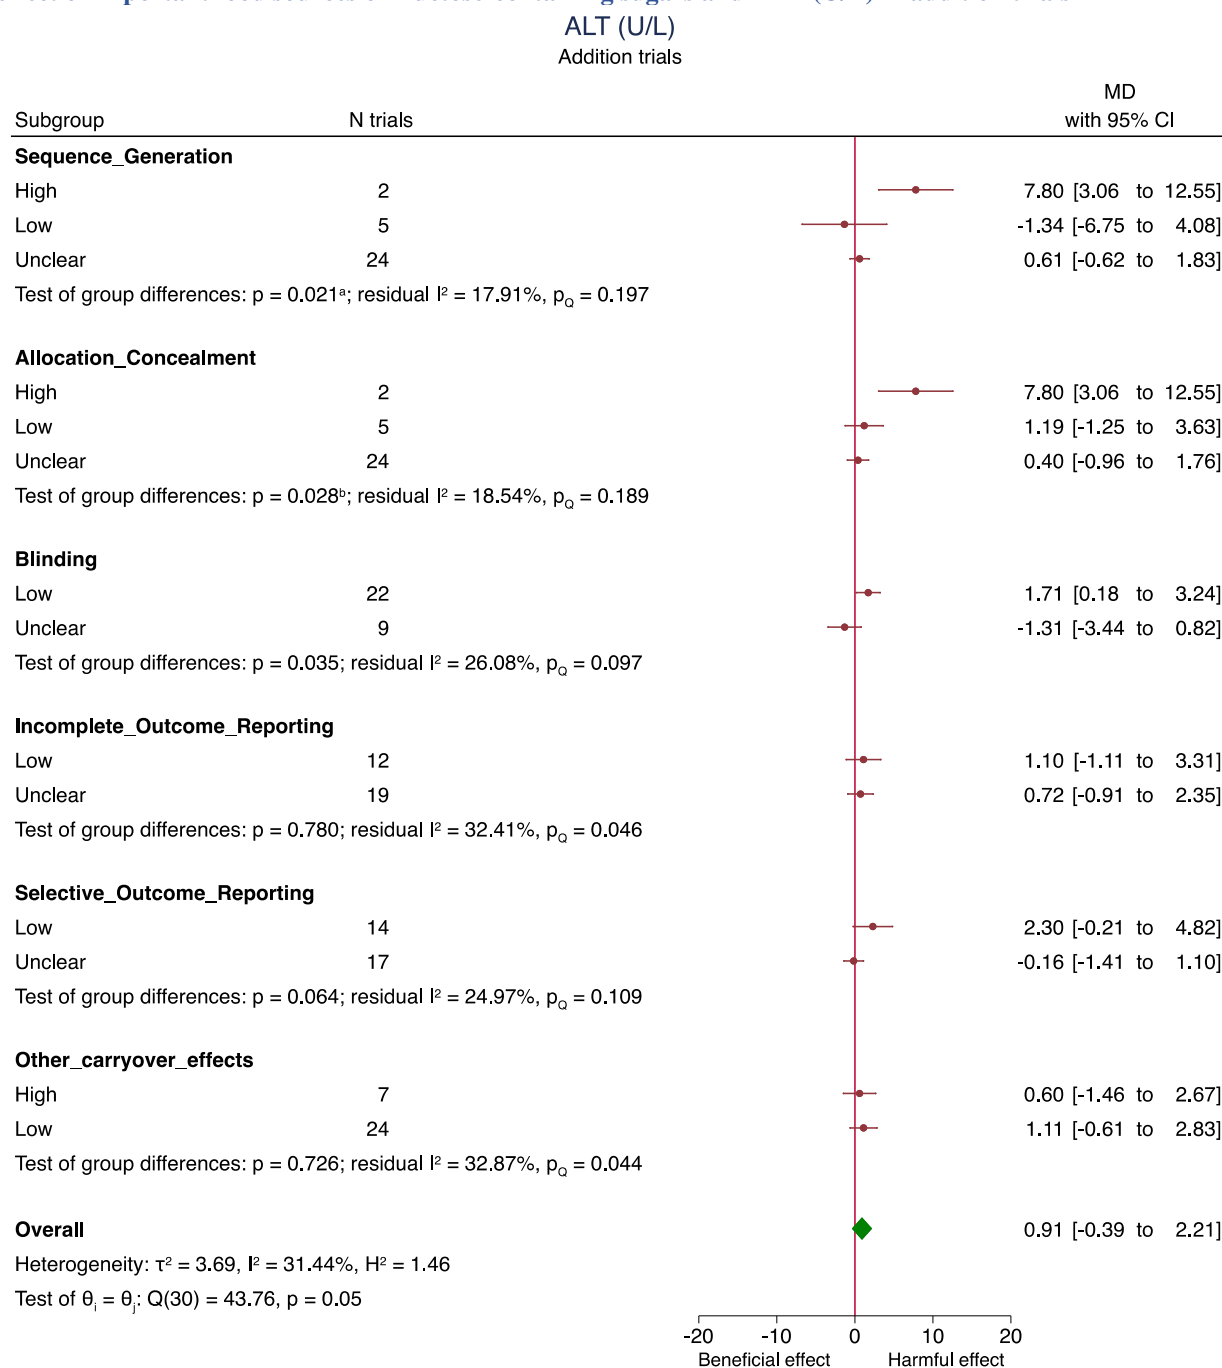 ALT (U/L)
Addition trials
MD
Subgroup N trials with 95% CI
Sequence_Generation
High 2 7.80 [3.06 to 12.55]
Low 5 -1.34 [-6.75 to 4.08]
Unclear 24 0.61 [-0.62 to 1.83]
Test of group differences: p = 0.021ᵃ; residual I² = 17.91%, p_Q = 0.197
Allocation_Concealment
High 2 7.80 [3.06 to 12.55]
Low 5 1.19 [-1.25 to 3.63]
Unclear 24 0.40 [-0.96 to 1.76]
Test of group differences: p = 0.028ᵇ; residual I² = 18.54%, p_Q = 0.189
Blinding
Low 22 1.71 [0.18 to 3.24]
Unclear 9 -1.31 [-3.44 to 0.82]
Test of group differences: p = 0.035; residual I² = 26.08%, p_Q = 0.097
Incomplete_Outcome_Reporting
Low 12 1.10 [-1.11 to 3.31]
Unclear 19 0.72 [-0.91 to 2.35]
Test of group differences: p = 0.780; residual I² = 32.41%, p_Q = 0.046
Selective_Outcome_Reporting
Low 14 2.30 [-0.21 to 4.82]
Unclear 17 -0.16 [-1.41 to 1.10]
Test of group differences: p = 0.064; residual I² = 24.97%, p_Q = 0.109
Other_carryover_effects
High 7 0.60 [-1.46 to 2.67]
Low 24 1.11 [-0.61 to 2.83]
Test of group differences: p = 0.726; residual I² = 32.87%, p_Q = 0.044
Overall 0.91 [-0.39 to 2.21]
Heterogeneity: τ² = 3.69, I² = 31.44%, H² = 1.46
Test of θᵢ = θⱼ: Q(30) = 43.76, p = 0.05
-20 -10 0 10 20
Beneficial effect Harmful effect